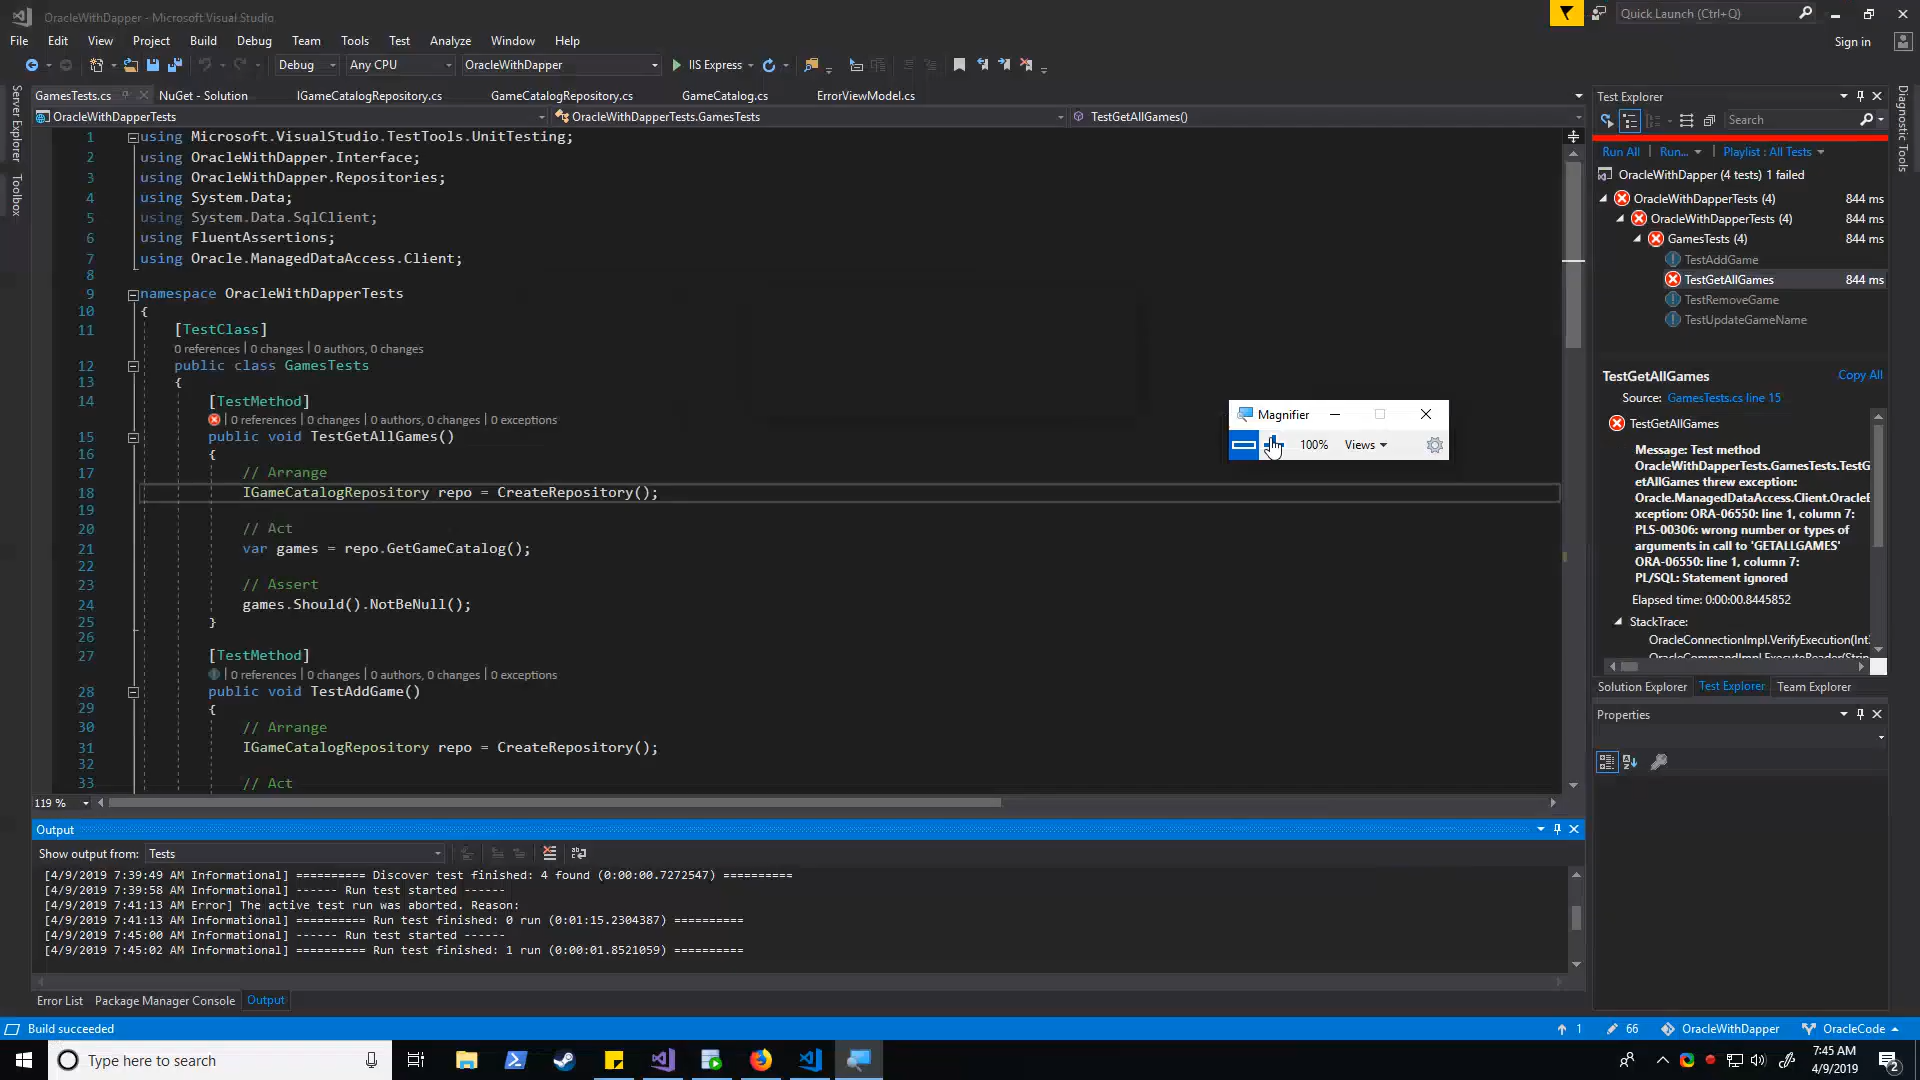 OracleWithDapper - Microsoft Visual Studio
Quick Launch (Ctrl+Q)
File Edit View Project Build Debug Team Tools Test Analyze Window Help
Sign in
Debug Any CPU OracleWithDapper IIS Express
GamesTests.cs NuGet - Solution IGameCatalogRepository.cs GameCatalogRepository.cs GameCatalog.cs ErrorViewModel.cs
OracleWithDapperTests OracleWithDapperTests.GamesTests TestGetAllGames()
Server Explorer
Toolbox
1 using Microsoft.VisualStudio.TestTools.UnitTesting;
2 using OracleWithDapper.Interface;
3 using OracleWithDapper.Repositories;
4 using System.Data;
5 using System.Data.SqlClient;
6 using FluentAssertions;
7 using Oracle.ManagedDataAccess.Client;
8
9 namespace OracleWithDapperTests
10 {
11 [TestClass]
0 references | 0 changes | 0 authors, 0 changes
12 public class GamesTests
13 {
14 [TestMethod]
0 references | 0 changes | 0 authors, 0 changes | 0 exceptions
15 public void TestGetAllGames()
16 {
17 // Arrange
18 IGameCatalogRepository repo = CreateRepository();
19
20 // Act
21 var games = repo.GetGameCatalog();
22
23 // Assert
24 games.Should().NotBeNull();
25 }
26
27 [TestMethod]
0 references | 0 changes | 0 authors, 0 changes | 0 exceptions
28 public void TestAddGame()
29 {
30 // Arrange
31 IGameCatalogRepository repo = CreateRepository();
32
33 // Act
119 %
Magnifier
100% Views
Test Explorer
Search
Run All | Run... | Playlist : All Tests
OracleWithDapper (4 tests) 1 failed
OracleWithDapperTests (4) 844 ms
OracleWithDapperTests (4) 844 ms
GamesTests (4) 844 ms
TestAddGame
TestGetAllGames 844 ms
TestRemoveGame
TestUpdateGameName
TestGetAllGames Copy All
Source: GamesTests.cs line 15
TestGetAllGames
Message: Test method
OracleWithDapperTests.GamesTests.TestG
etAllGames threw exception:
Oracle.ManagedDataAccess.Client.OracleE
xception: ORA-06550: line 1, column 7:
PLS-00306: wrong number or types of
arguments in call to 'GETALLGAMES'
ORA-06550: line 1, column 7:
PL/SQL: Statement ignored
Elapsed time: 0:00:00.8445852
StackTrace:
OracleConnectionImpl.VerifyExecution(Int3
OracleCommandImpl.ExecuteReader(Strin
Solution Explorer Test Explorer Team Explorer
Properties
Diagnostic Tools
Output
Show output from: Tests
[4/9/2019 7:39:49 AM Informational] ========== Discover test finished: 4 found (0:00:00.7272547) ==========
[4/9/2019 7:39:58 AM Informational] ------ Run test started ------
[4/9/2019 7:41:13 AM Error] The active test run was aborted. Reason:
[4/9/2019 7:41:13 AM Informational] ========== Run test finished: 0 run (0:01:15.2304387) ==========
[4/9/2019 7:45:00 AM Informational] ------ Run test started ------
[4/9/2019 7:45:02 AM Informational] ========== Run test finished: 1 run (0:00:01.8521059) ==========
Error List Package Manager Console Output
Build succeeded
1 66 OracleWithDapper OracleCode
Type here to search
7:45 AM
4/9/2019
2